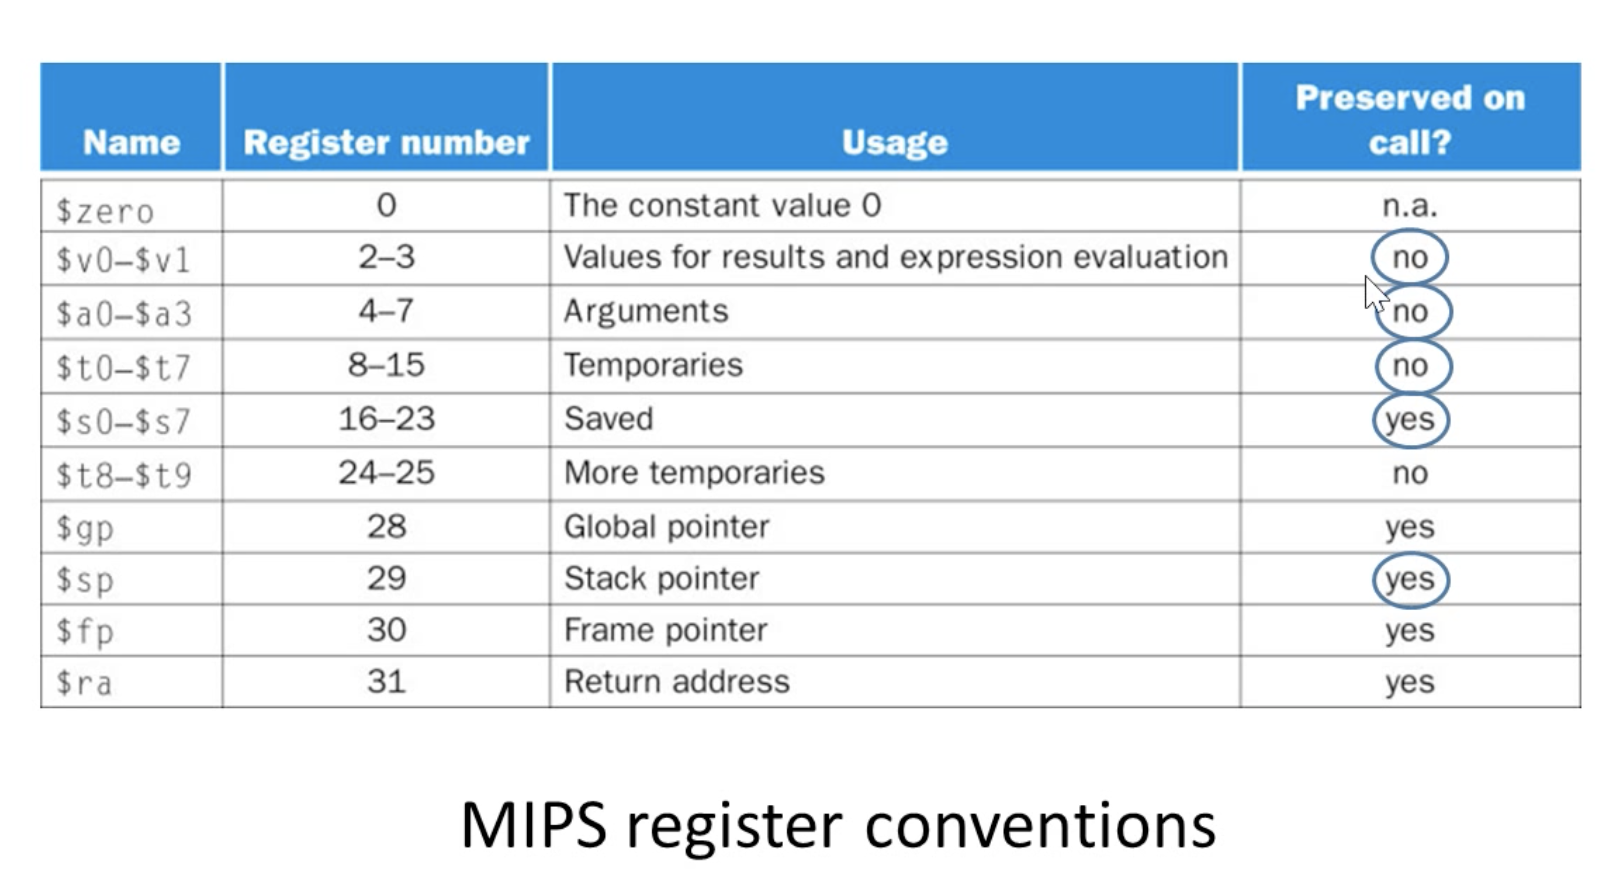 Name Register number Usage Preserved on call?
$zero 0 The constant value 0 n.a.
$v0–$v1 2–3 Values for results and expression evaluation no
$a0–$a3 4–7 Arguments no
$t0–$t7 8–15 Temporaries no
$s0–$s7 16–23 Saved yes
$t8–$t9 24–25 More temporaries no
$gp 28 Global pointer yes
$sp 29 Stack pointer yes
$fp 30 Frame pointer yes
$ra 31 Return address yes
MIPS register conventions